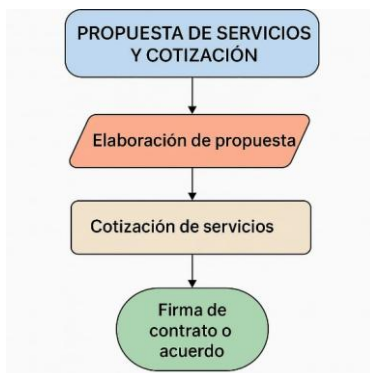 PROPUESTA DE SERVICIOS
Y COTIZACIÓN
Elaboración de propuesta
Cotización de servicios
Firma de
contrato o
acuerdo